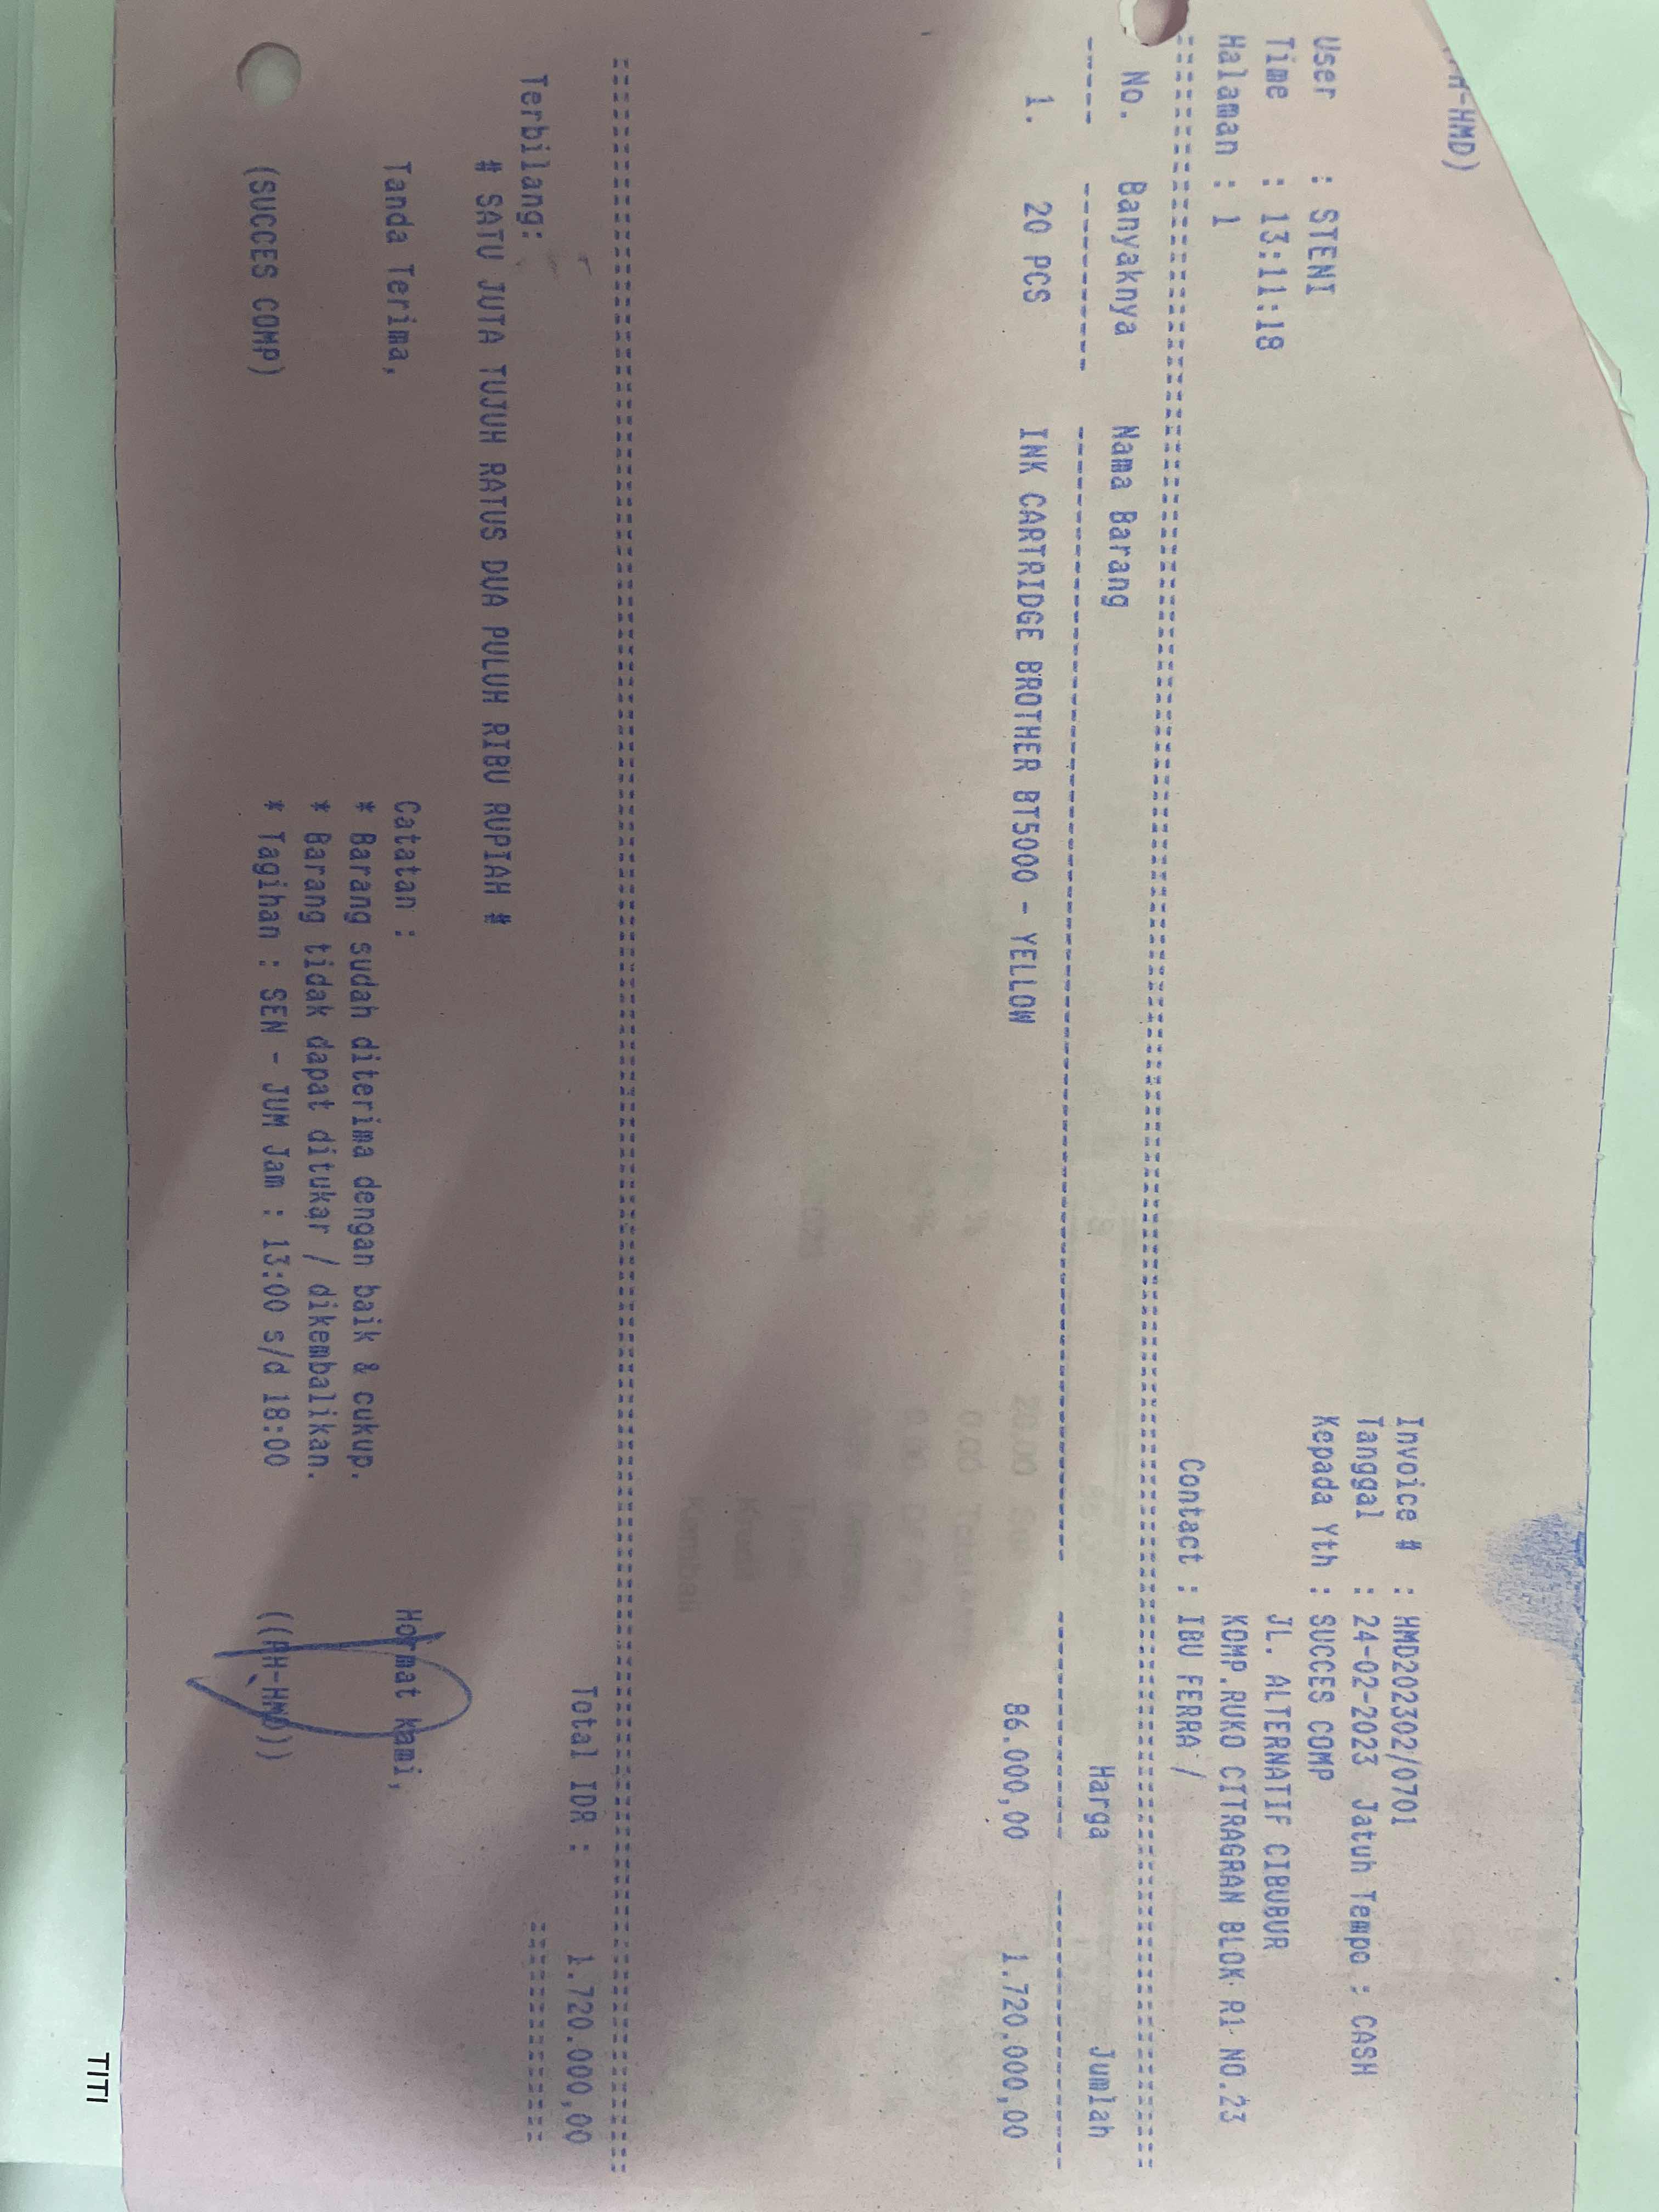 H-HMD)
Invoice # : HMD202302/0701
Tanggal : 24-02-2023 Jatuh Tempo : CASH
User : STENI
Kepada Yth : SUCCES COMP
Time : 13:11:18
JL. ALTERNATIF CIBUBUR
Halaman : 1
KOMP.RUKO CITRAGRAN BLOK R1 NO.23
Contact : IBU FERRA /
No. Banyaknya Nama Barang Harga Jumlah
1. 20 PCS INK CARTRIDGE BROTHER BT5000 - YELLOW 86.000,00 1.720.000,00
Total IDR : 1.720.000,00
Terbilang:
# SATU JUTA TUJUH RATUS DUA PULUH RIBU RUPIAH #
Tanda Terima, Catatan : Hormat Kami,
* Barang sudah diterima dengan baik & cukup.
* Barang tidak dapat ditukar / dikembalikan.
(SUCCES COMP) * Tagihan : SEN - JUM Jam : 13:00 s/d 18:00 ((AH-HMD))
TITI